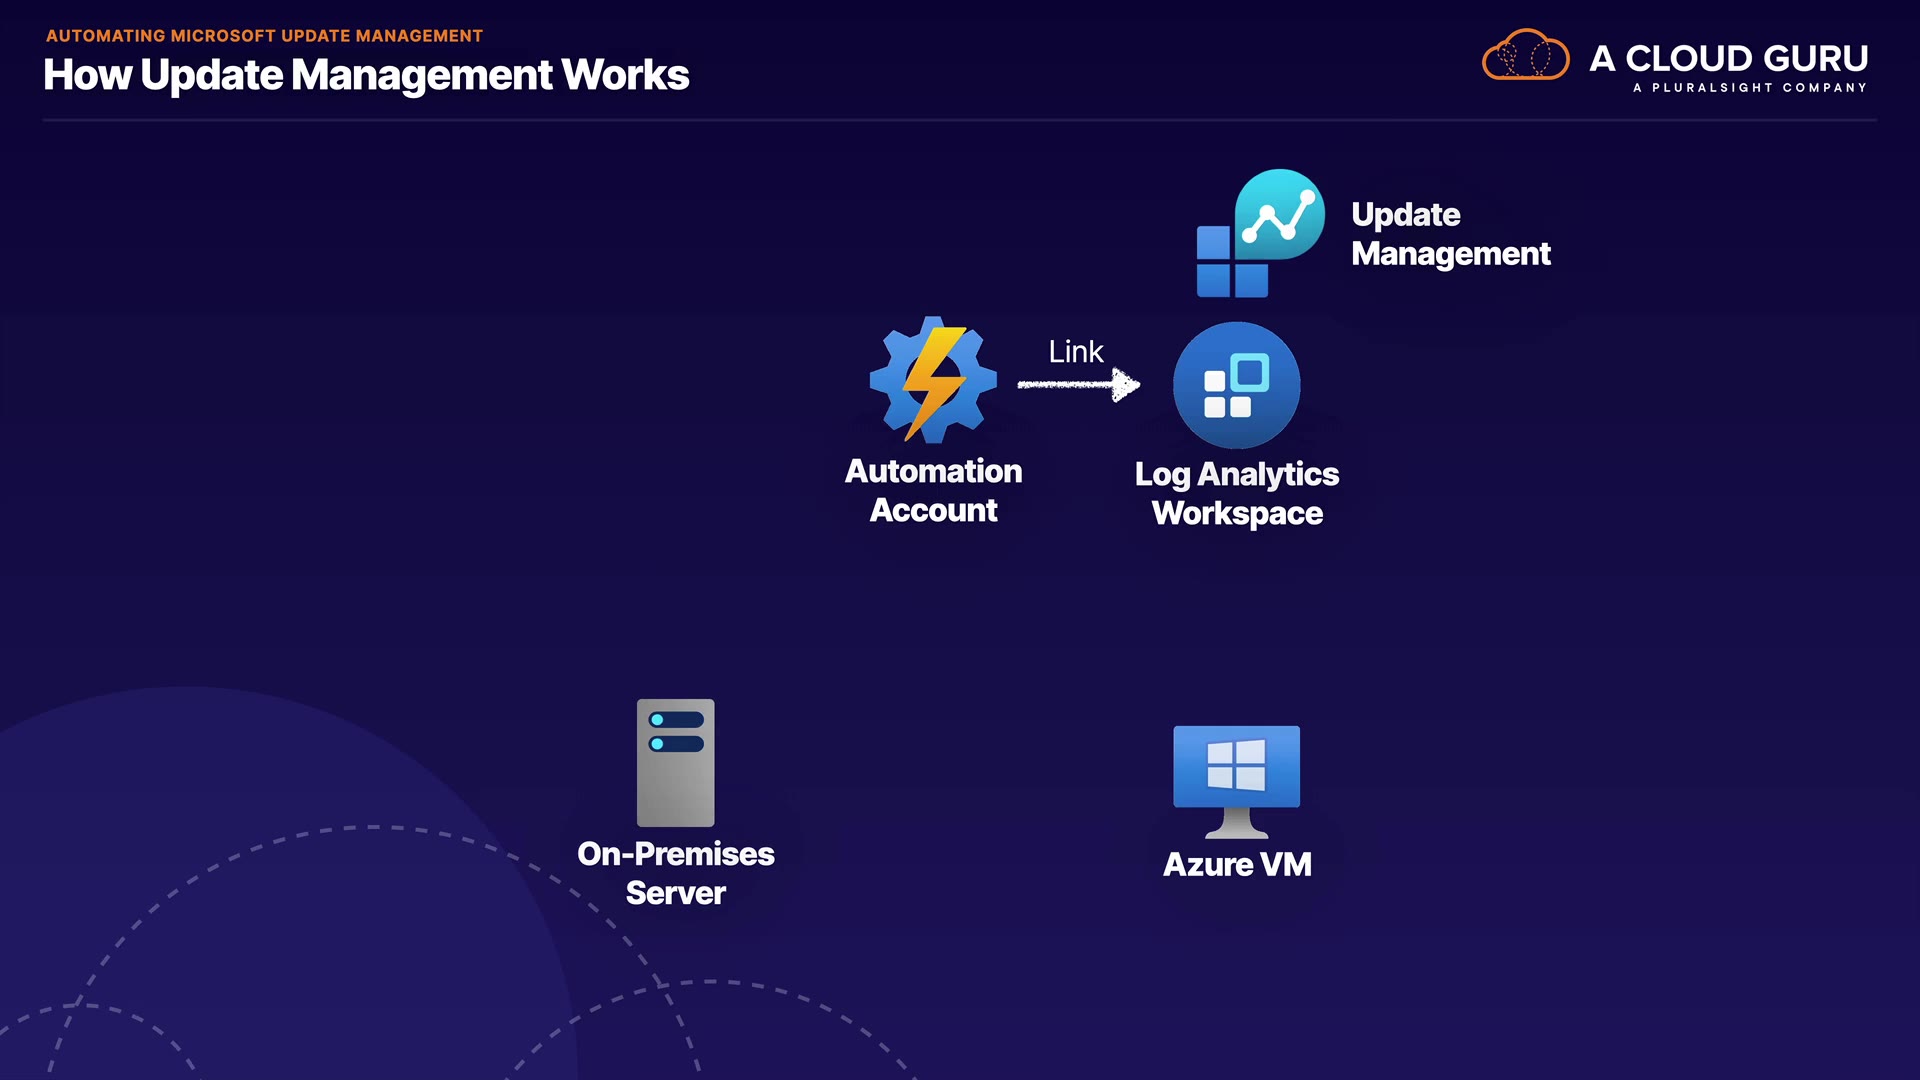 AUTOMATING MICROSOFT UPDATE MANAGEMENT
How Update Management Works
A CLOUD GURU
A PLURALSIGHT COMPANY
Update
Management
Link
Automation
Account
Log Analytics
Workspace
On-Premises
Server
Azure VM